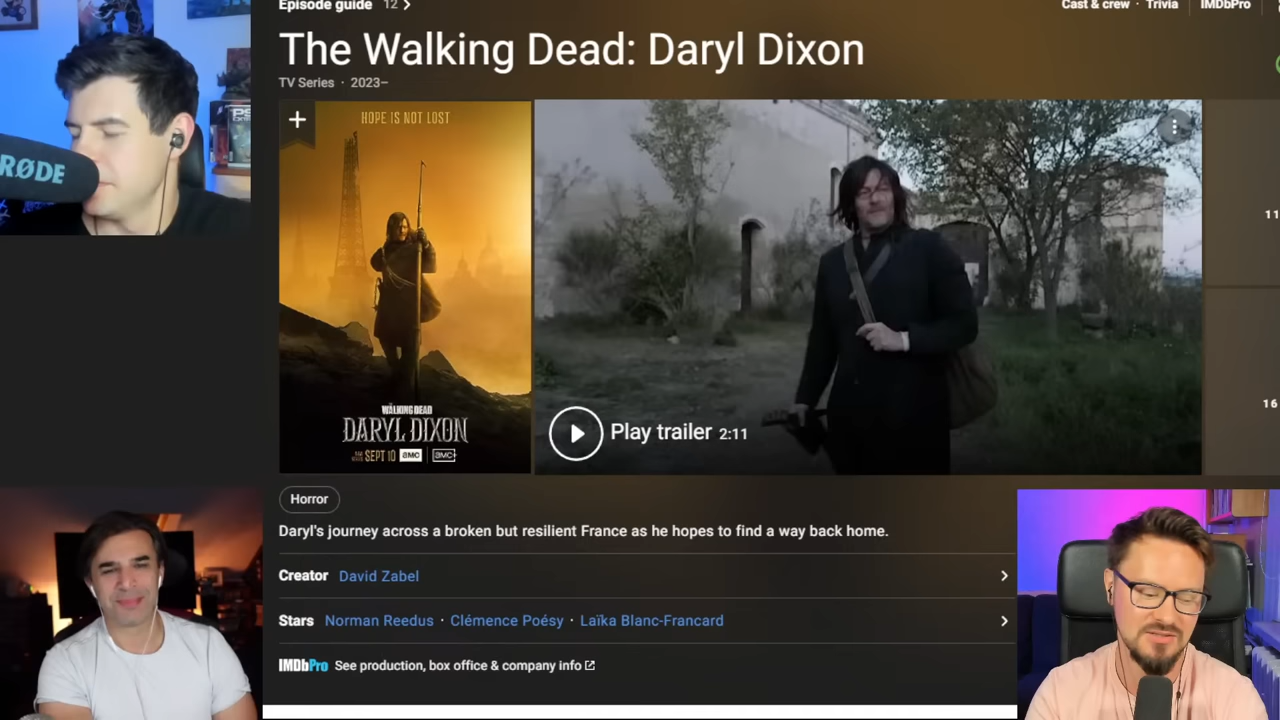 Episode guide 12
Cast & crew · Trivia IMDbPro
The Walking Dead: Daryl Dixon
TV Series · 2023–
HOPE IS NOT LOST
RØDE
PS
11
THE WALKING DEAD
DARYL DIXON
SEPT 10 aMC aMC+
Play trailer 2:11
16
Horror
Daryl's journey across a broken but resilient France as he hopes to find a way back home.
Creator David Zabel
Stars Norman Reedus · Clémence Poésy · Laïka Blanc-Francard
IMDbPro See production, box office & company info